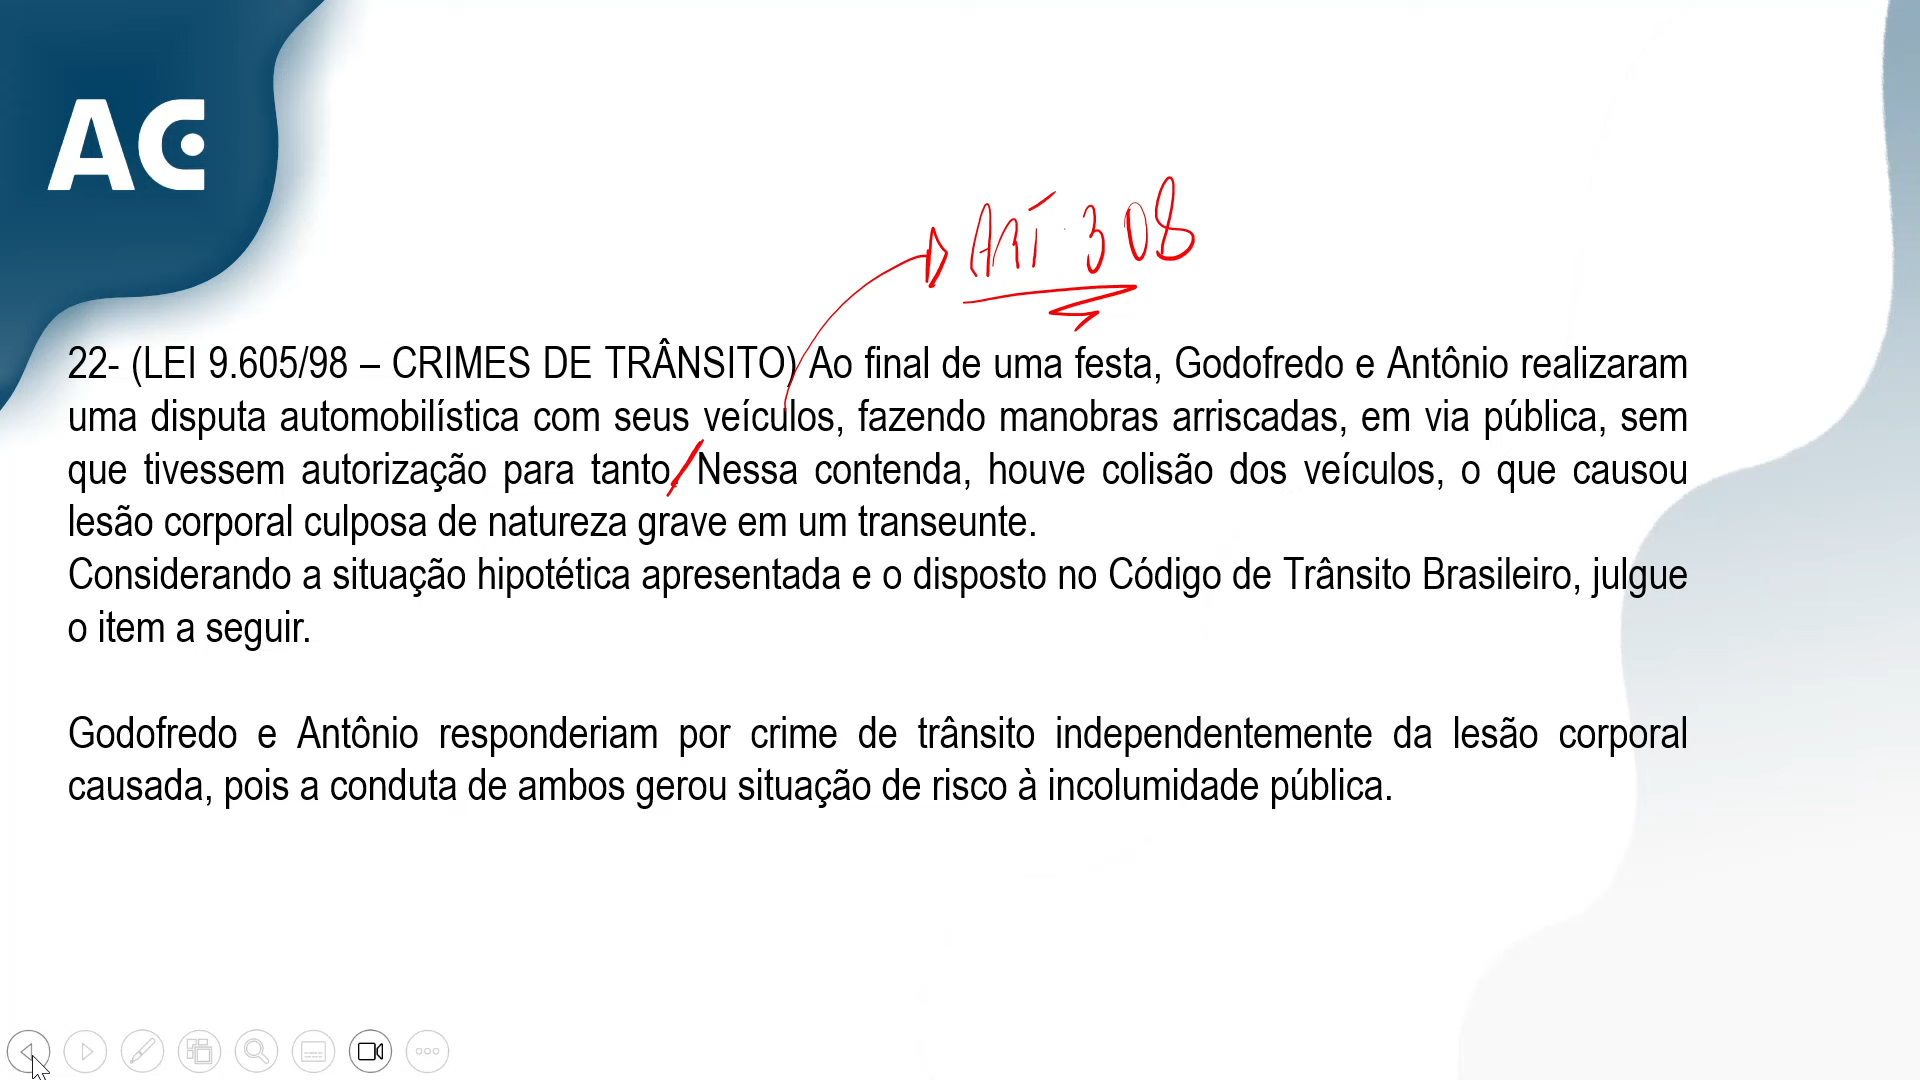 AC
ART 308
22- (LEI 9.605/98 – CRIMES DE TRÂNSITO) Ao final de uma festa, Godofredo e Antônio realizaram
uma disputa automobilística com seus veículos, fazendo manobras arriscadas, em via pública, sem
que tivessem autorização para tanto. Nessa contenda, houve colisão dos veículos, o que causou
lesão corporal culposa de natureza grave em um transeunte.
Considerando a situação hipotética apresentada e o disposto no Código de Trânsito Brasileiro, julgue
o item a seguir.
Godofredo e Antônio responderiam por crime de trânsito independentemente da lesão corporal
causada, pois a conduta de ambos gerou situação de risco à incolumidade pública.